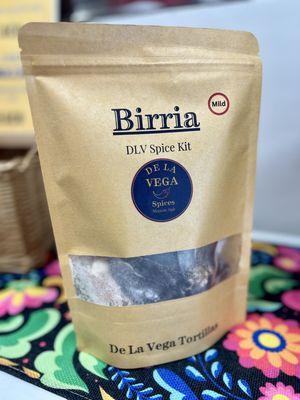 Mild
Birria
DLV Spice Kit
DE LA
VEGA
Spices
De La Vega Tortillas